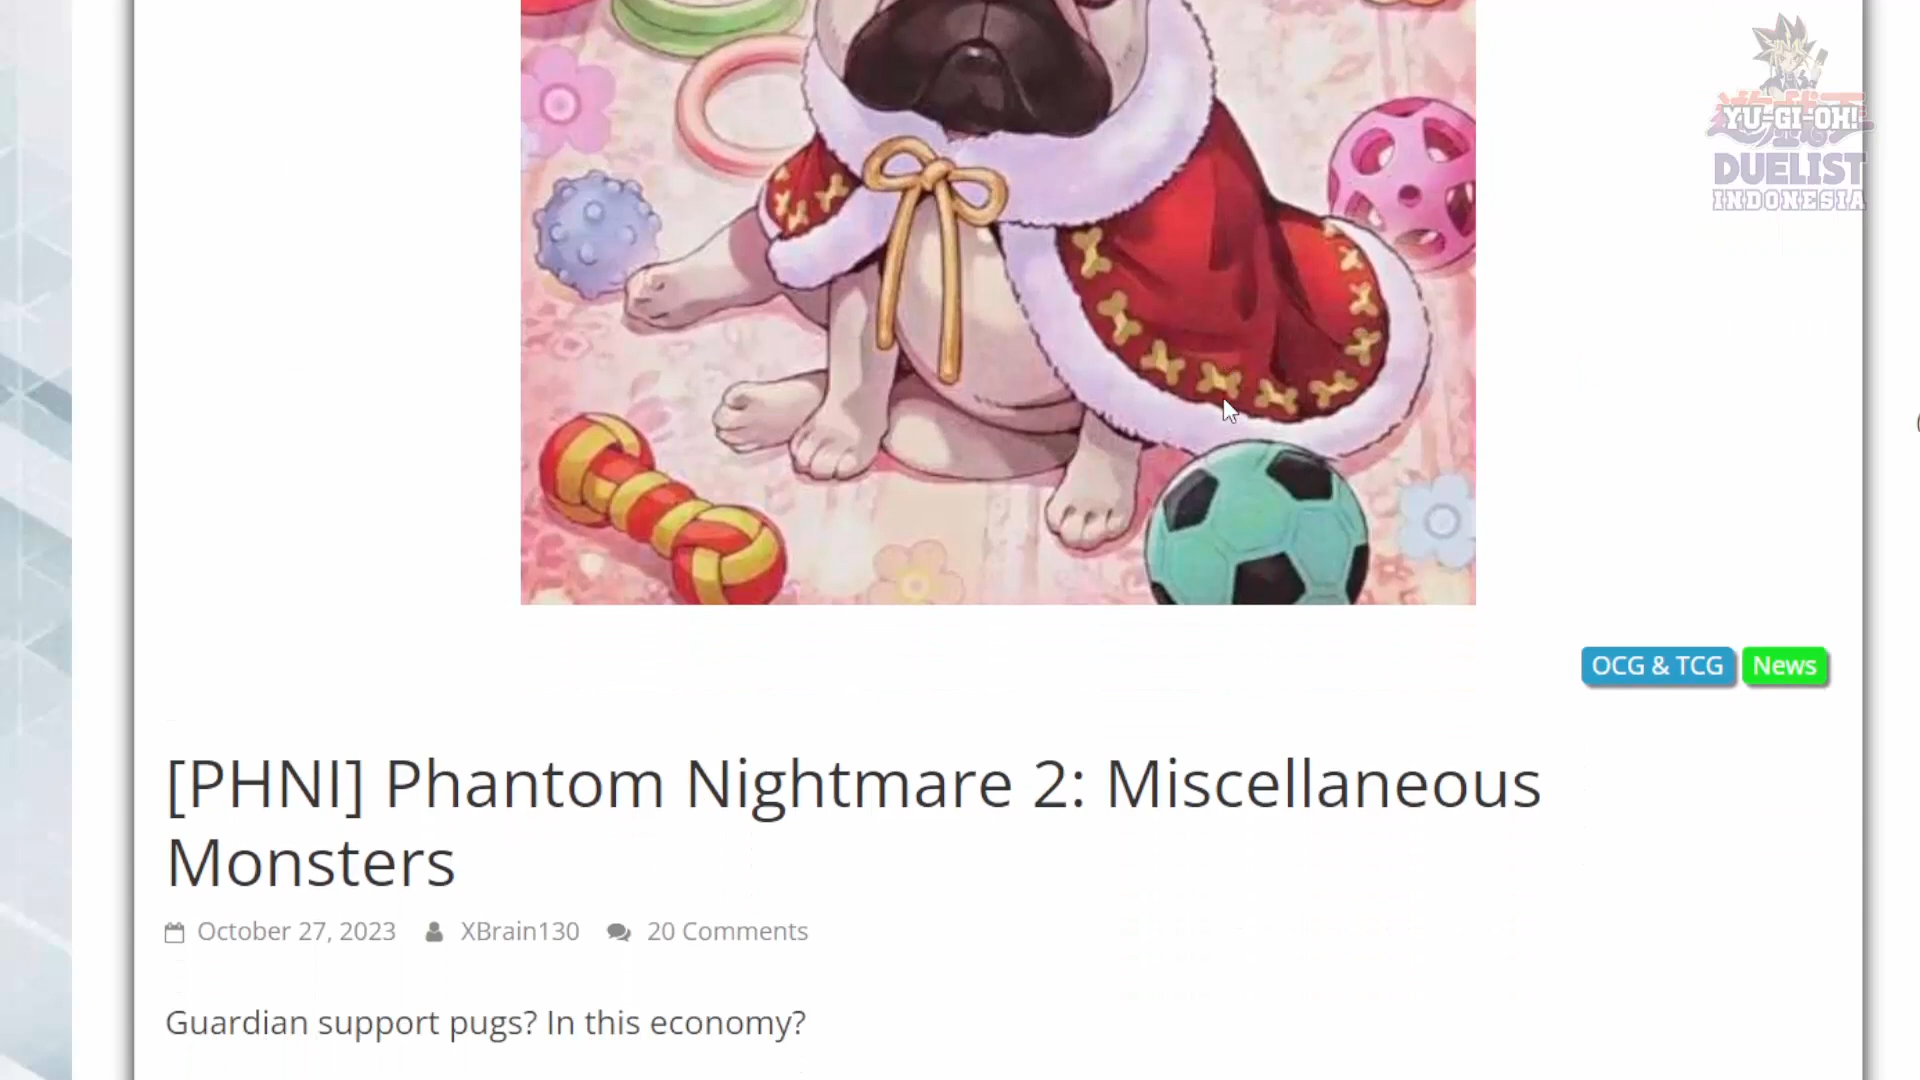 YU-GI-OH!
DUELIST
INDONESIA
OCG & TCG
News
[PHNI] Phantom Nightmare 2: Miscellaneous
Monsters
October 27, 2023
XBrain130
20 Comments
Guardian support pugs? In this economy?